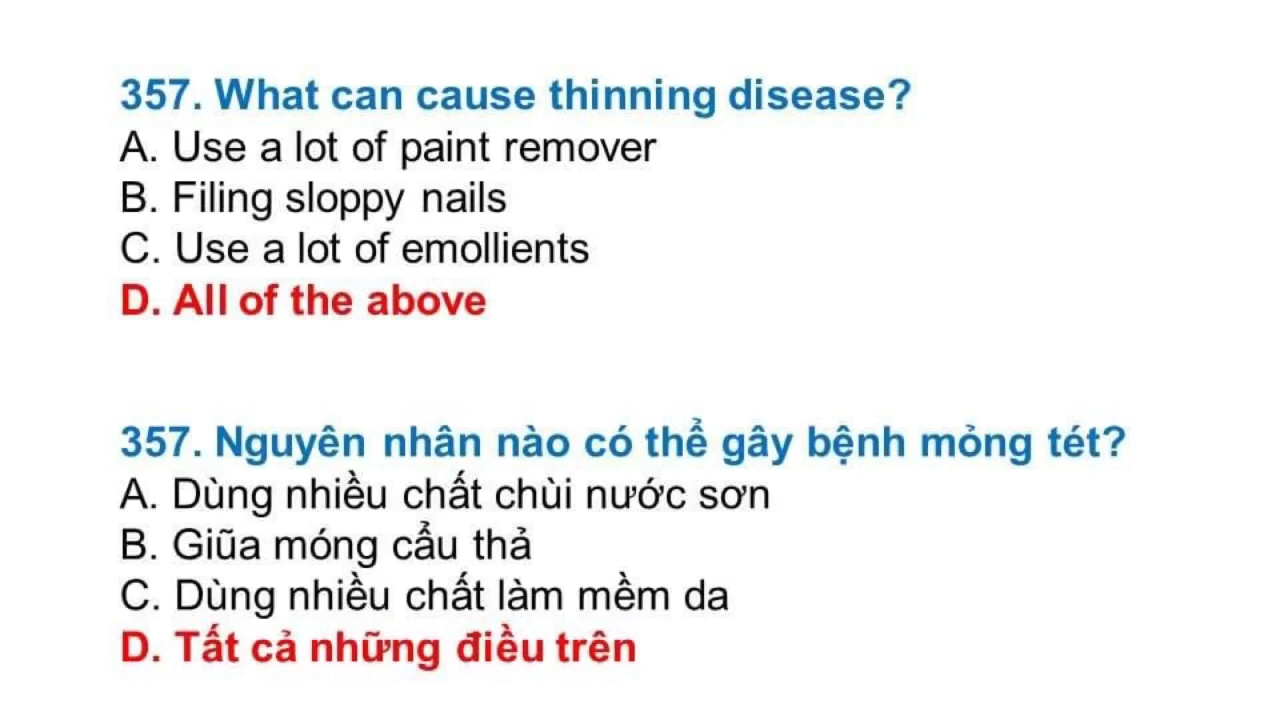 357. What can cause thinning disease?
A. Use a lot of paint remover
B. Filing sloppy nails
C. Use a lot of emollients
D. All of the above
357. Nguyên nhân nào có thể gây bệnh mỏng tét?
A. Dùng nhiều chất chùi nước sơn
B. Giũa móng cẩu thả
C. Dùng nhiều chất làm mềm da
D. Tất cả những điều trên